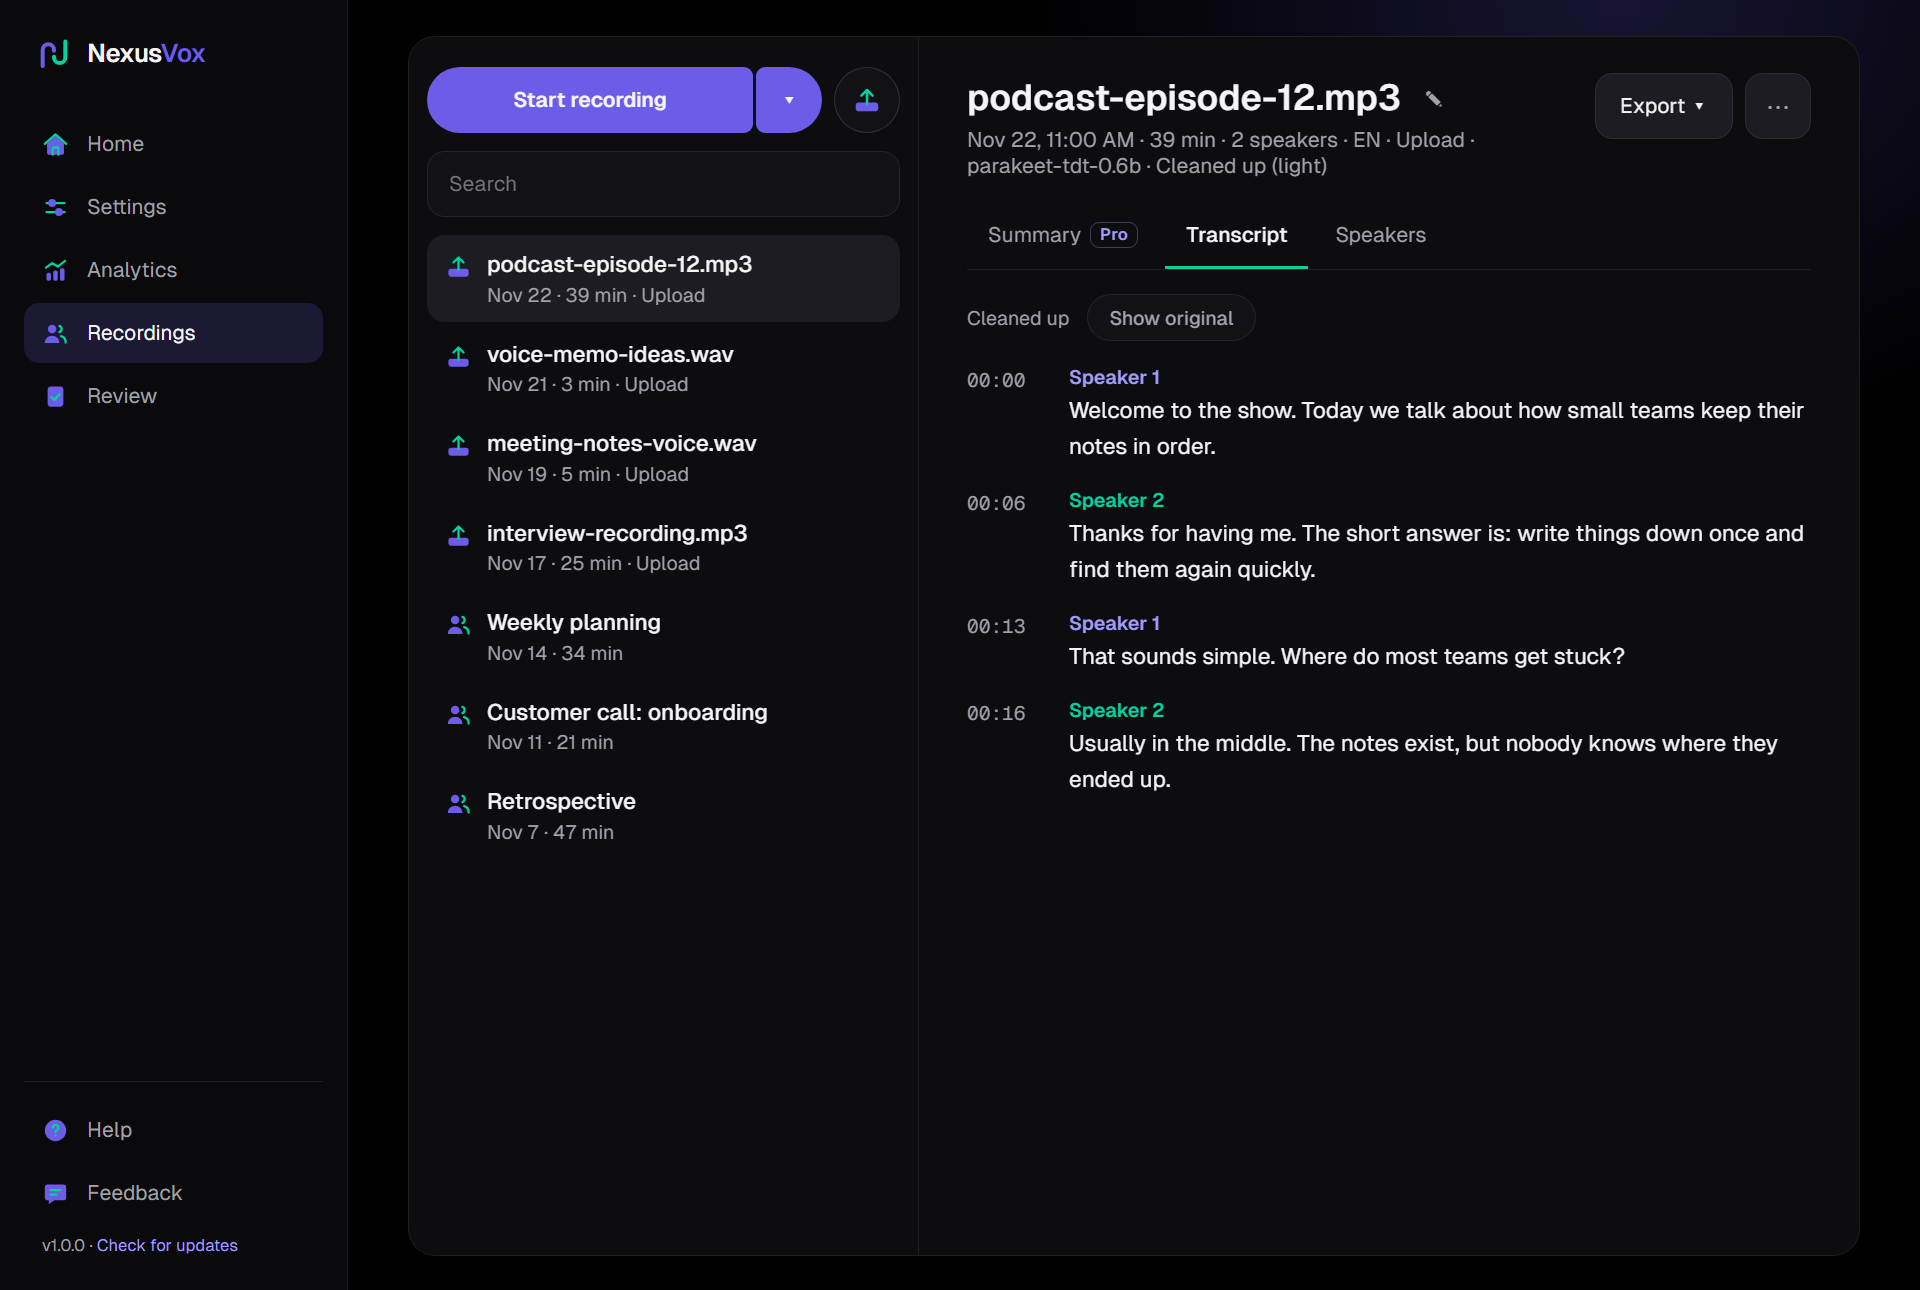 NexusVox
Home
Settings
Analytics
Recordings
Review
Help
Feedback
v1.0.0 · Check for updates
Start recording
Search
podcast-episode-12.mp3
Nov 22 · 39 min · Upload
voice-memo-ideas.wav
Nov 21 · 3 min · Upload
meeting-notes-voice.wav
Nov 19 · 5 min · Upload
interview-recording.mp3
Nov 17 · 25 min · Upload
Weekly planning
Nov 14 · 34 min
Customer call: onboarding
Nov 11 · 21 min
Retrospective
Nov 7 · 47 min
podcast-episode-12.mp3
Nov 22, 11:00 AM · 39 min · 2 speakers · EN · Upload ·
parakeet-tdt-0.6b · Cleaned up (light)
Export
Summary Pro Transcript Speakers
Cleaned up Show original
00:00 Speaker 1
Welcome to the show. Today we talk about how small teams keep their
notes in order.
00:06 Speaker 2
Thanks for having me. The short answer is: write things down once and
find them again quickly.
00:13 Speaker 1
That sounds simple. Where do most teams get stuck?
00:16 Speaker 2
Usually in the middle. The notes exist, but nobody knows where they
ended up.